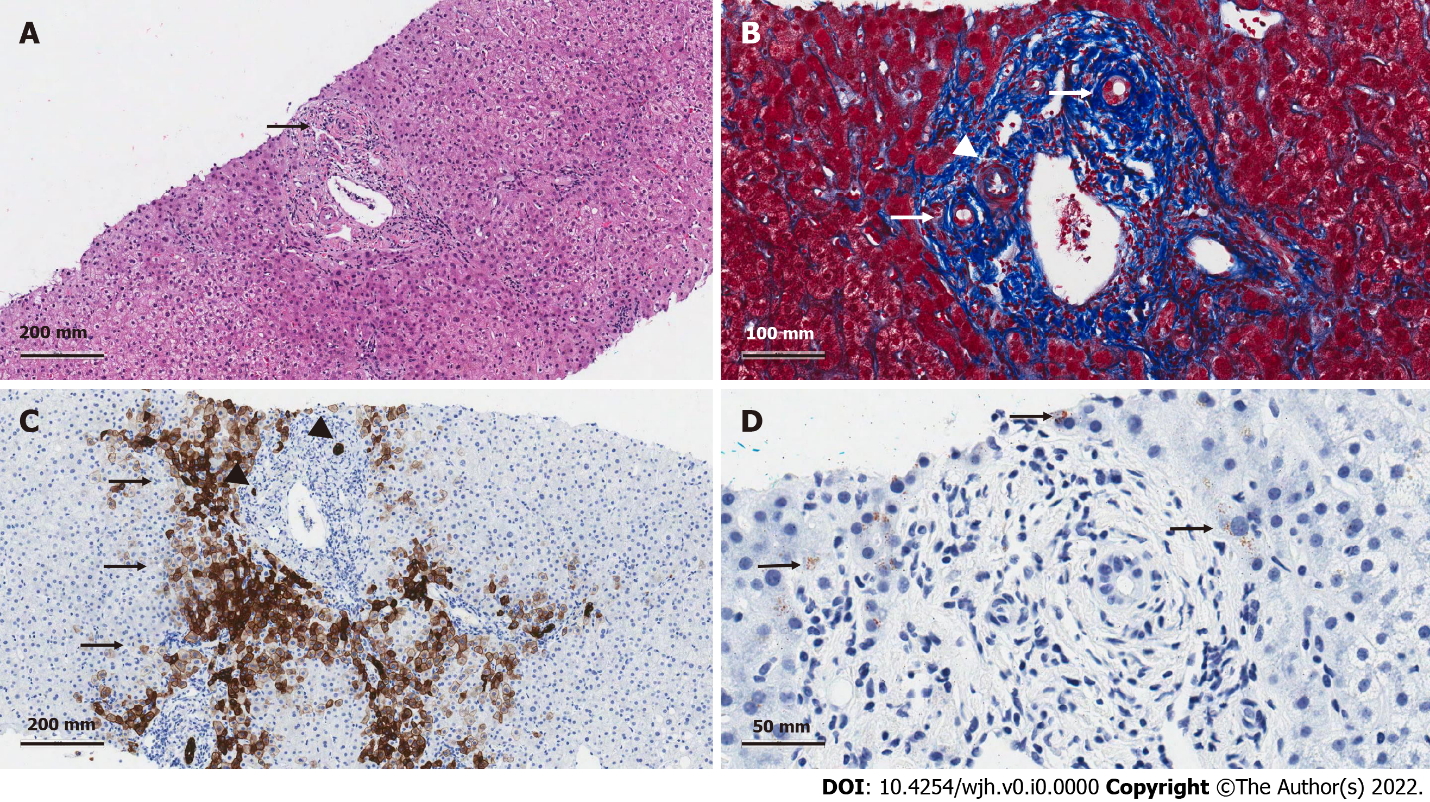 A
200 mm
B
100 mm
C
200 mm
D
50 mm
DOI: 10.4254/wjh.v0.i0.0000 Copyright ©The Author(s) 2022.